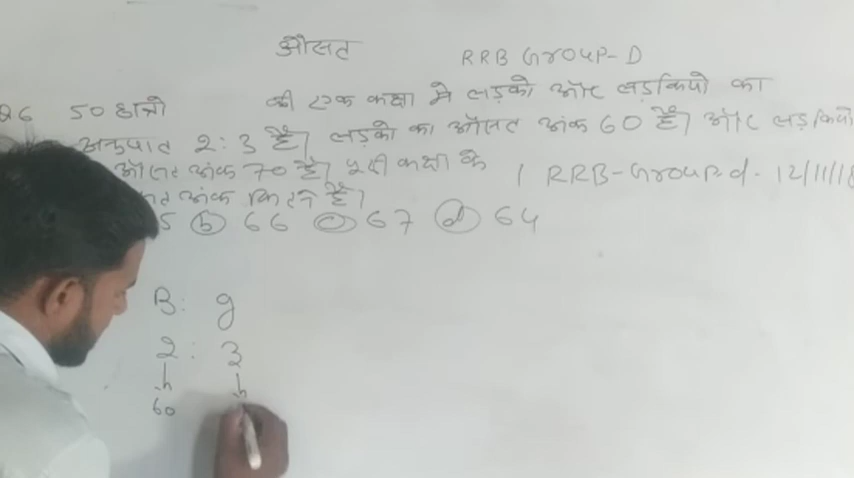 औसत
RRB GROUP-D
26 50 छात्रो की एक कक्षा मे लड़को और लड़कियो का
अनुपात 2:3 है। लड़को का औसत अंक 60 है। और लड़कियो
औसत अंक 70 है। पूरी कक्षा के
अंक कितने है।
RRB-Group-d-12/11/18
5 (b) 66 (c) 67 (d) 64
B : g
2 : 3
60